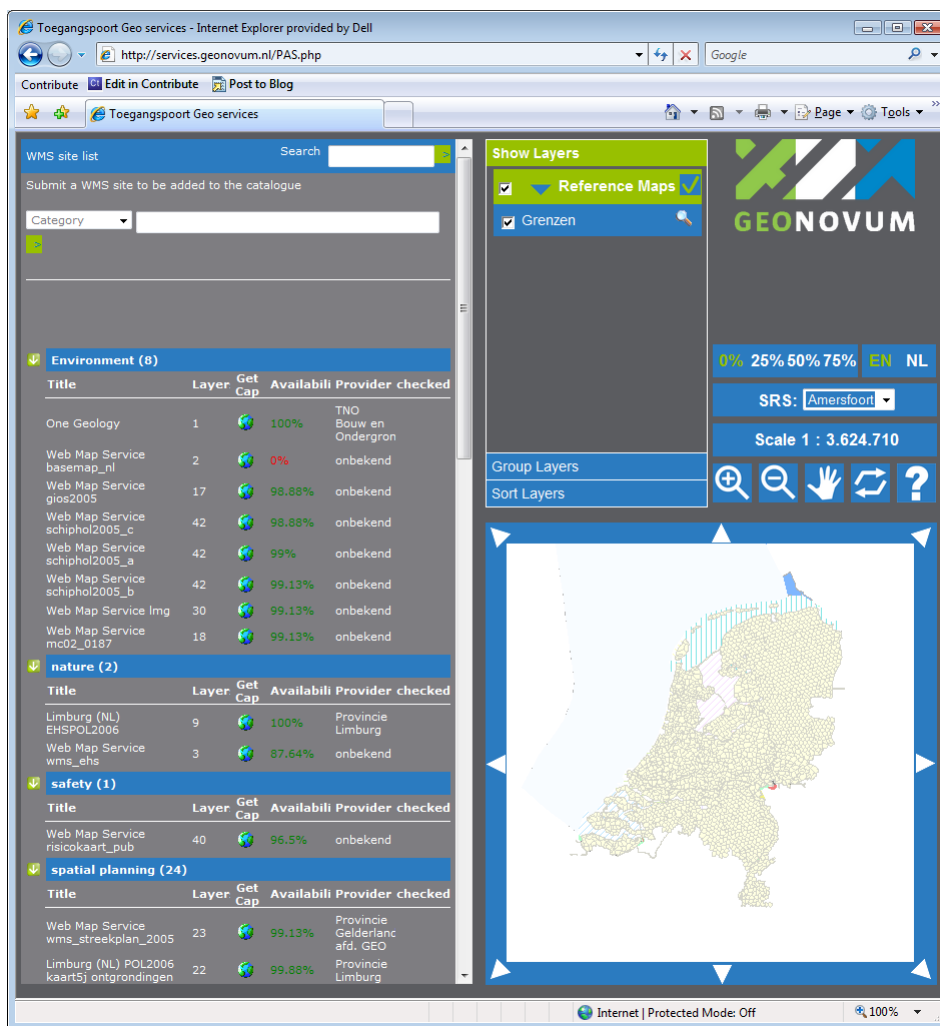 Toegangspoort Geo services - Internet Explorer provided by Dell
http://services.geonovum.nl/PAS.php
Google
Contribute Edit in Contribute Post to Blog
Toegangspoort Geo services
Page Tools
WMS site list
Search
>
Submit a WMS site to be added to the catalogue
Category
>
Environment (8)
Title Layer Get Cap Availabili Provider checked
One Geology 1 100% TNO Bouw en Ondergron
Web Map Service basemap_nl 2 0% onbekend
Web Map Service gios2005 17 98.88% onbekend
Web Map Service schiphol2005_c 42 98.88% onbekend
Web Map Service schiphol2005_a 42 99% onbekend
Web Map Service schiphol2005_b 42 99.13% onbekend
Web Map Service lmg 30 99.13% onbekend
Web Map Service mc02_0187 18 99.13% onbekend
nature (2)
Title Layer Get Cap Availabili Provider checked
Limburg (NL) EHSPOL2006 9 100% Provincie Limburg
Web Map Service wms_ehs 3 87.64% onbekend
safety (1)
Title Layer Get Cap Availabili Provider checked
Web Map Service risicokaart_pub 40 96.5% onbekend
spatial planning (24)
Title Layer Get Cap Availabili Provider checked
Web Map Service wms_streekplan_2005 23 99.13% Provincie Gelderlanc afd. GEO
Limburg (NL) POL2006 kaart5j ontgrondingen 22 99.88% Provincie Limburg
Show Layers
Reference Maps
Grenzen
Group Layers
Sort Layers
GEONOVUM
0% 25% 50% 75% EN NL
SRS: Amersfoort
Scale 1 : 3.624.710
?
Internet | Protected Mode: Off
100%